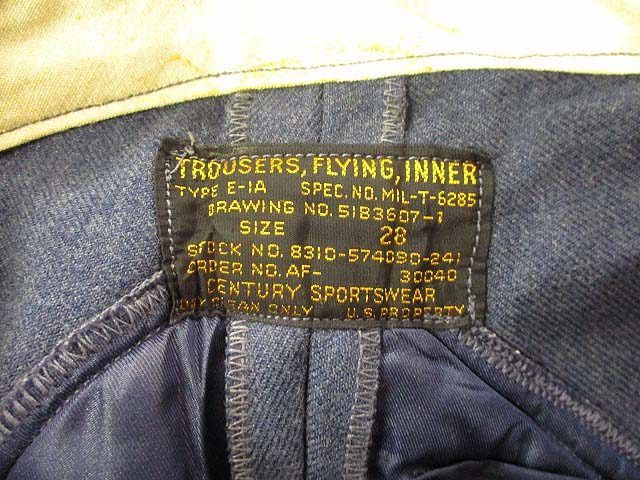 TROUSERS, FLYING, INNER
TYPE E-1A SPEC. NO. MIL-T-6285
DRAWING NO. 51B3607-1
SIZE 28
STOCK NO. 8310-574090-241
ORDER NO. AF- 30040
CENTURY SPORTSWEAR
DRY CLEAN ONLY U.S. PROPERTY